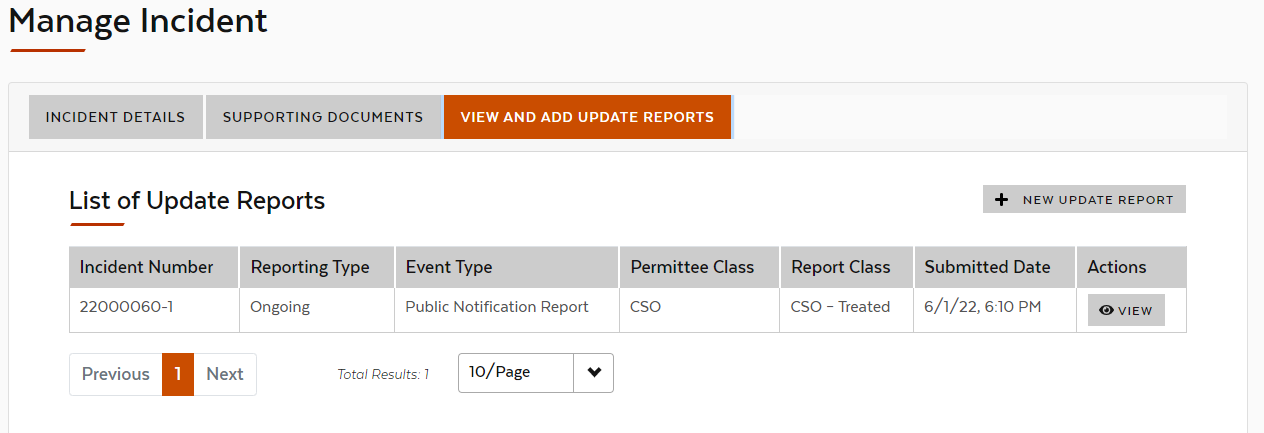 Manage Incident
INCIDENT DETAILS SUPPORTING DOCUMENTS VIEW AND ADD UPDATE REPORTS
List of Update Reports NEW UPDATE REPORT
Incident Number Reporting Type Event Type Permittee Class Report Class Submitted Date Actions
22000060-1 Ongoing Public Notification Report CSO CSO - Treated 6/1/22, 6:10 PM VIEW
Previous 1 Next Total Results: 1 10/Page